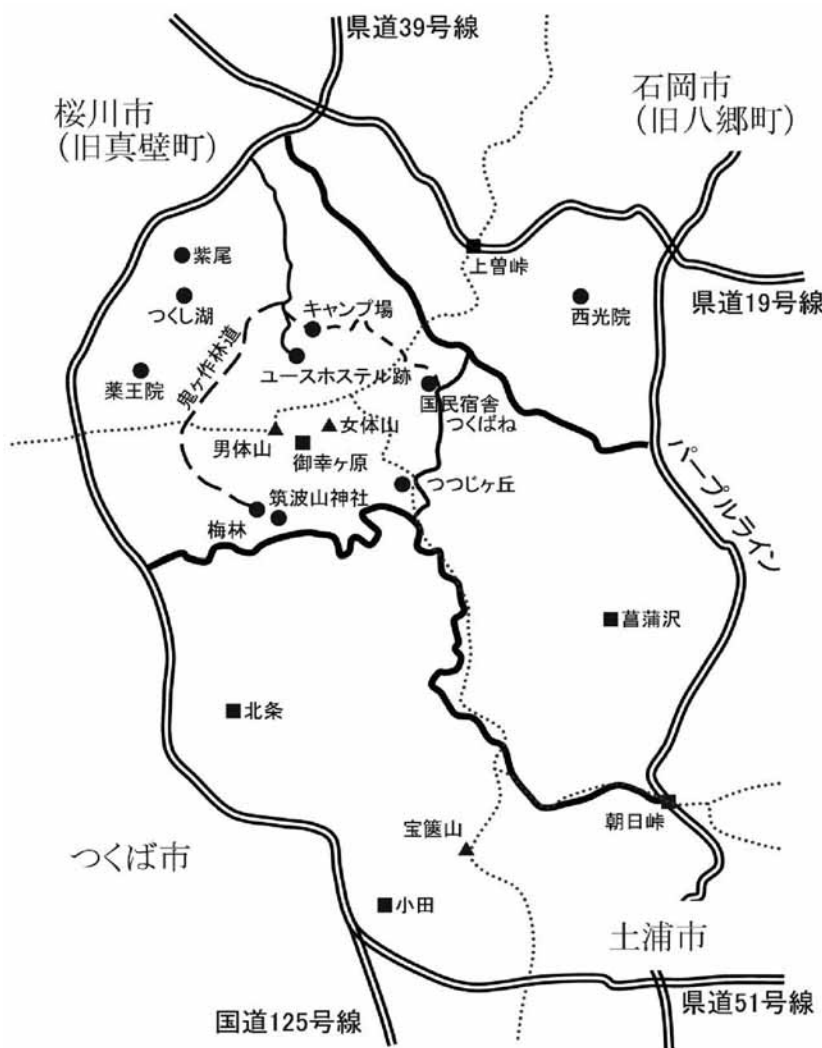 県道39号線
桜川市
(旧真壁町)
石岡市
(旧八郷町)
紫尾
上曽峠
つくし湖
キャンプ場
西光院
県道19号線
鬼ヶ作林道
ユースホステル跡
薬王院
国民宿舎
つくばね
女体山
男体山
御幸ヶ原
パープルライン
つつじヶ丘
筑波山神社
梅林
菖蒲沢
北条
朝日峠
宝篋山
つくば市
小田
土浦市
県道51号線
国道125号線